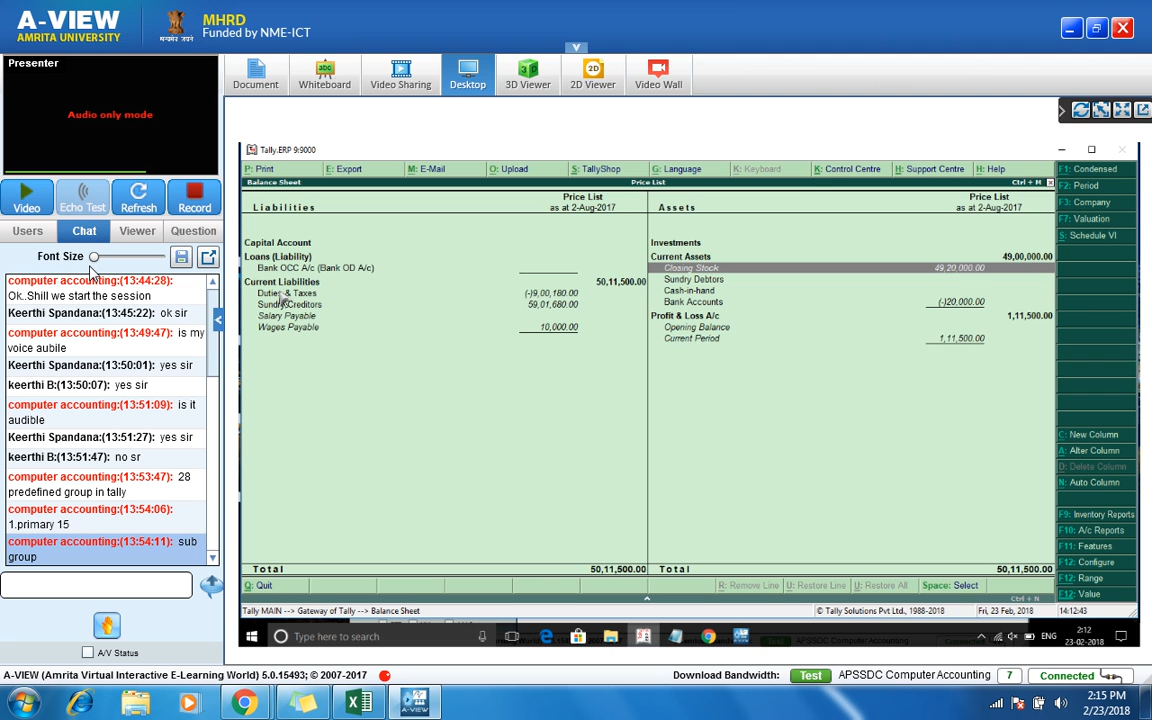 A-VIEW
AMRITA UNIVERSITY
MHRD
Funded by NME-ICT
Presenter
Audio only mode
Document
Whiteboard
Video Sharing
Desktop
3D Viewer
2D Viewer
Video Wall
Video
Echo Test
Refresh
Record
Users
Chat
Viewer
Question
Font Size
computer accounting:(13:44:28):
Ok..Shill we start the session
Keerthi Spandana:(13:45:22): ok sir
computer accounting:(13:49:47): is my
voice aubile
Keerthi Spandana:(13:50:01): yes sir
keerthi B:(13:50:07): yes sir
computer accounting:(13:51:09): is it
audible
Keerthi Spandana:(13:51:27): yes sir
keerthi B:(13:51:47): no sr
computer accounting:(13:53:47): 28
predefined group in tally
computer accounting:(13:54:06):
1.primary 15
computer accounting:(13:54:11): sub
group
A/V Status
Tally.ERP 9:9000
P: Print
E: Export
M: E-Mail
O: Upload
S: TallyShop
G: Language
K: Keyboard
K: Control Centre
H: Support Centre
H: Help
Balance Sheet
Price List
Ctrl + M
Liabilities
Price List
as at 2-Aug-2017
Assets
Price List
as at 2-Aug-2017
Capital Account
Loans (Liability)
Bank OCC A/c (Bank OD A/c)
Current Liabilities 50,11,500.00
Duties & Taxes (-)9,00,180.00
Sundry Creditors 59,01,680.00
Salary Payable
Wages Payable 10,000.00
Investments
Current Assets 49,00,000.00
Closing Stock 49,20,000.00
Sundry Debtors
Cash-in-hand
Bank Accounts (-)20,000.00
Profit & Loss A/c 1,11,500.00
Opening Balance
Current Period 1,11,500.00
Total 50,11,500.00
Total 50,11,500.00
F1: Condensed
F2: Period
F3: Company
F7: Valuation
S: Schedule VI
C: New Column
A: Alter Column
D: Delete Column
N: Auto Column
F9: Inventory Reports
F10: A/c Reports
F11: Features
F12: Configure
F12: Range
F12: Value
Q: Quit
R: Remove Line
U: Restore Line
U: Restore All
Space: Select
Ctrl + N
Tally MAIN --> Gateway of Tally --> Balance Sheet
© Tally Solutions Pvt Ltd., 1988-2018
Fri, 23 Feb, 2018
14:12:43
Type here to search
ENG
2:12
23-02-2018
A-VIEW (Amrita Virtual Interactive E-Learning World) 5.0.15493; © 2007-2017
Download Bandwidth:
Test
APSSDC Computer Accounting
7
Connected
2:15 PM
2/23/2018